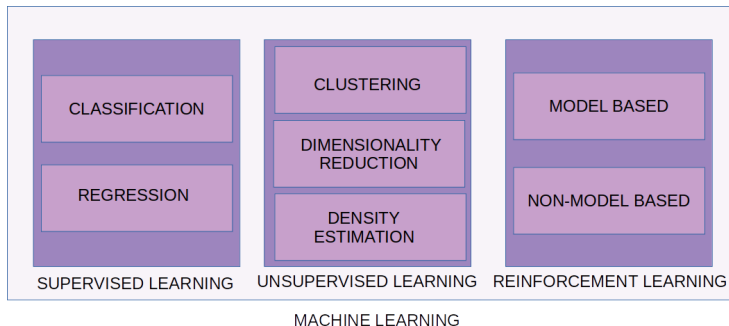 CLASSIFICATION
REGRESSION
SUPERVISED LEARNING
CLUSTERING
DIMENSIONALITY
REDUCTION
DENSITY
ESTIMATION
UNSUPERVISED LEARNING
MODEL BASED
NON-MODEL BASED
REINFORCEMENT LEARNING
MACHINE LEARNING